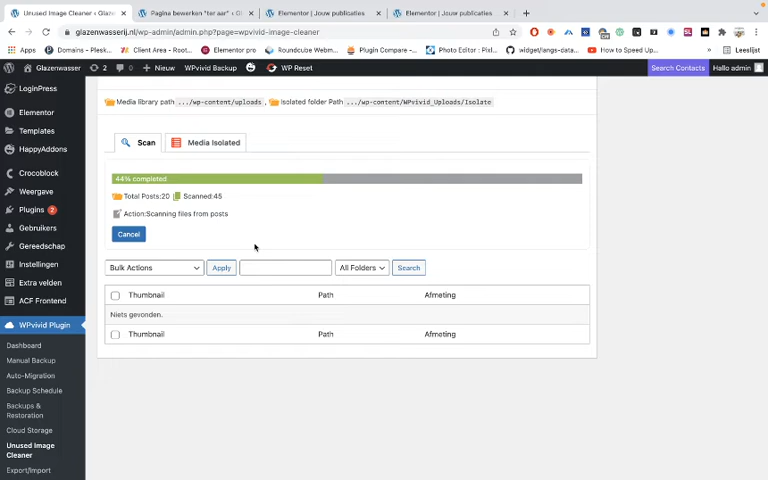 Unused Image Cleaner ‹ Glaze
Pagina bewerken "ter aar" ‹ Gl
Elementor | Jouw publicaties
Elementor | Jouw publicaties
glazenwasserij.nl/wp-admin/admin.php?page=wpvivid-image-cleaner
Apps
Domains – Plesk...
Client Area - Root...
Elementor pro
Roundcube Webm...
Plugin Compare -...
Photo Editor : Pixl...
widget/angs-data...
How to Speed Up...
Leeslijst
Glazenwasser
2
0
Nieuw
WPvivid Backup
WP Reset
Search Contacts
Hallo admin
LoginPress
Elementor
Templates
HappyAddons
Crocoblock
Weergave
Plugins 2
Gebruikers
Gereedschap
Instellingen
Extra velden
ACF Frontend
WPvivid Plugin
Dashboard
Manual Backup
Auto-Migration
Backup Schedule
Backups &
Restoration
Cloud Storage
Unused Image
Cleaner
Export/Import
Media library path .../wp-content/uploads , Isolated folder Path .../wp-content/WPvivid_Uploads/Isolate
Scan
Media Isolated
44% completed
Total Posts:20 Scanned:45
Action:Scanning files from posts
Cancel
Bulk Actions
Apply
All Folders
Search
Thumbnail Path Afmeting
Niets gevonden.
Thumbnail Path Afmeting